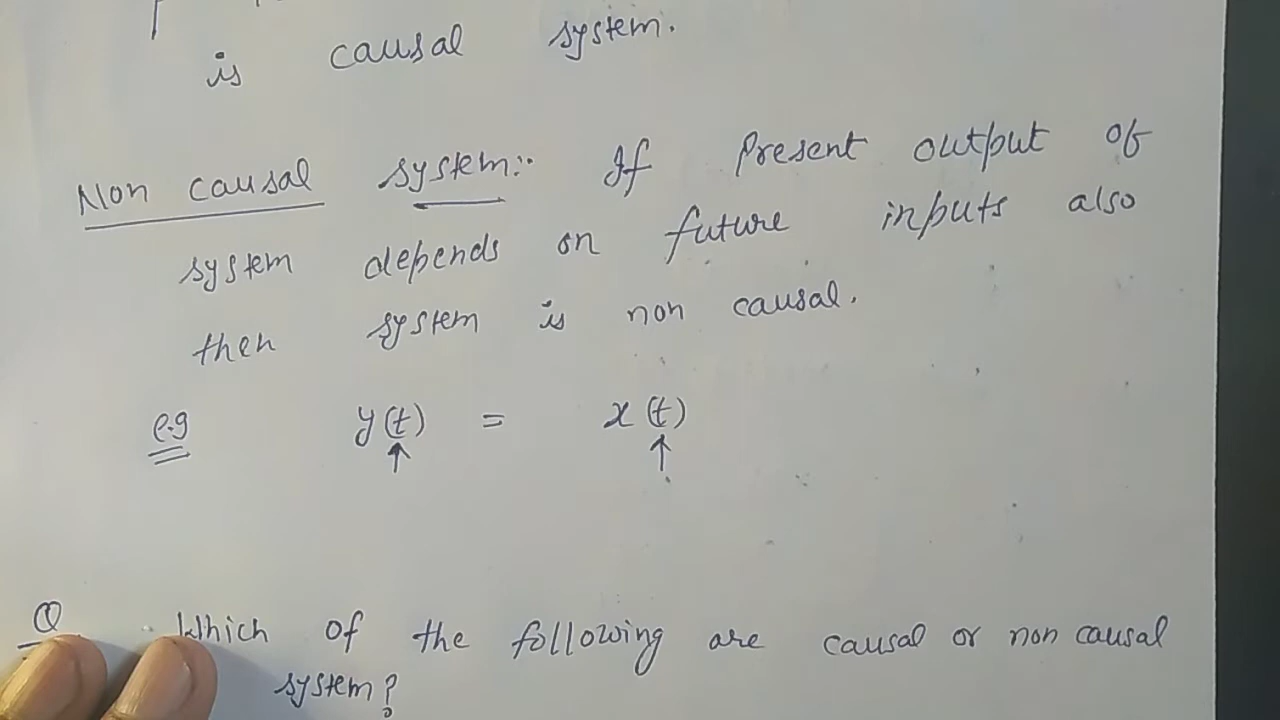 is causal system.
Non causal system:- If Present output of
system depends on future inputs also
then system is non causal.
e.g y(t) = x(t)
↑ ↑
Q Which of the following are causal or non causal
system?